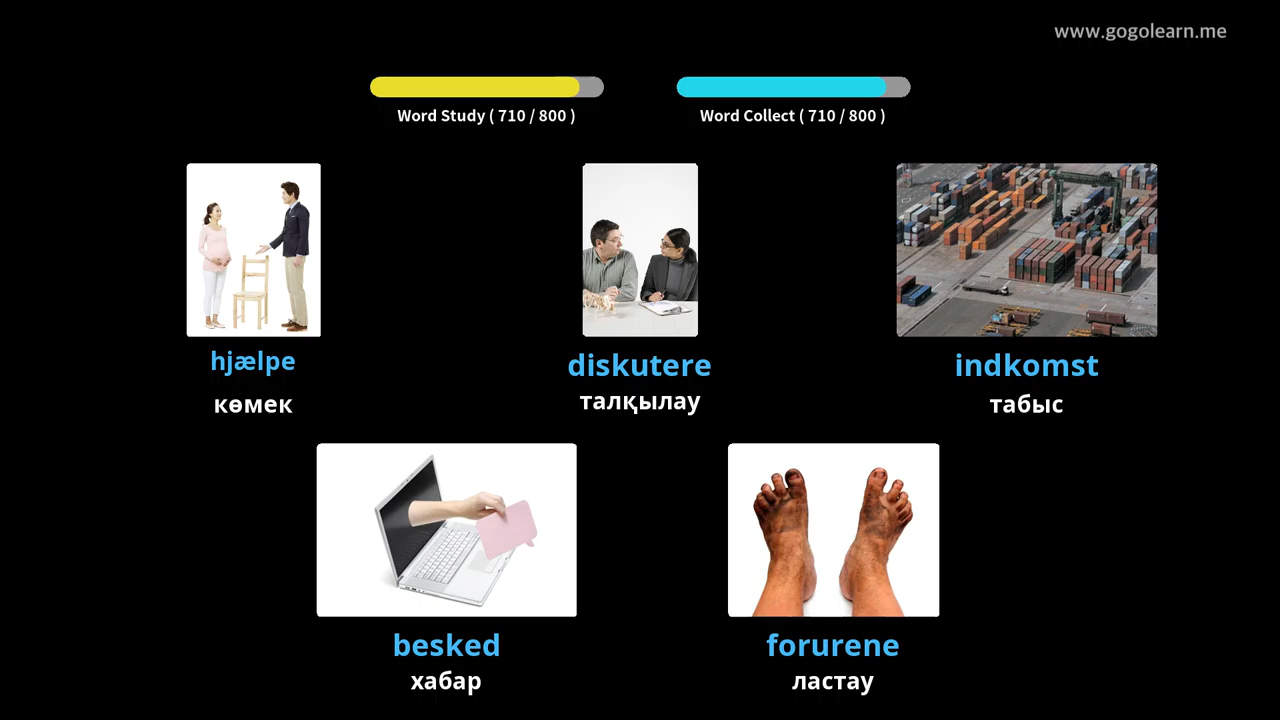 www.gogolearn.me
Word Study ( 710 / 800 )
Word Collect ( 710 / 800 )
hjælpe
көмек
diskutere
талқылау
indkomst
табыс
besked
хабар
forurene
ластау